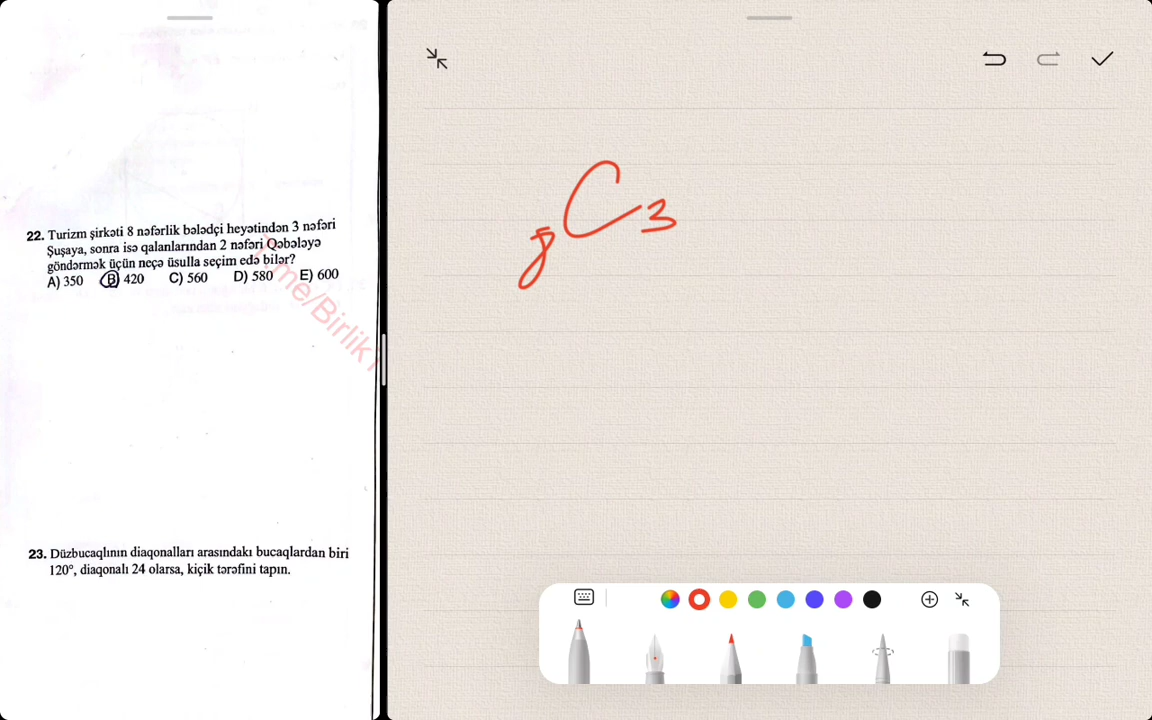 22. Turizm şirkəti 8 nəfərlik bələdçi heyətindən 3 nəfəri
Şuşaya, sonra isə qalanlarından 2 nəfəri Qəbələyə
göndərmək üçün neçə üsulla seçim edə bilər?
A) 350 B) 420 C) 560 D) 580 E) 600
t.me/Birlik
23. Düzbucaqlının diaqonalları arasındakı bucaqlardan biri
120°, diaqonalı 24 olarsa, kiçik tərəfini tapın.
8C3